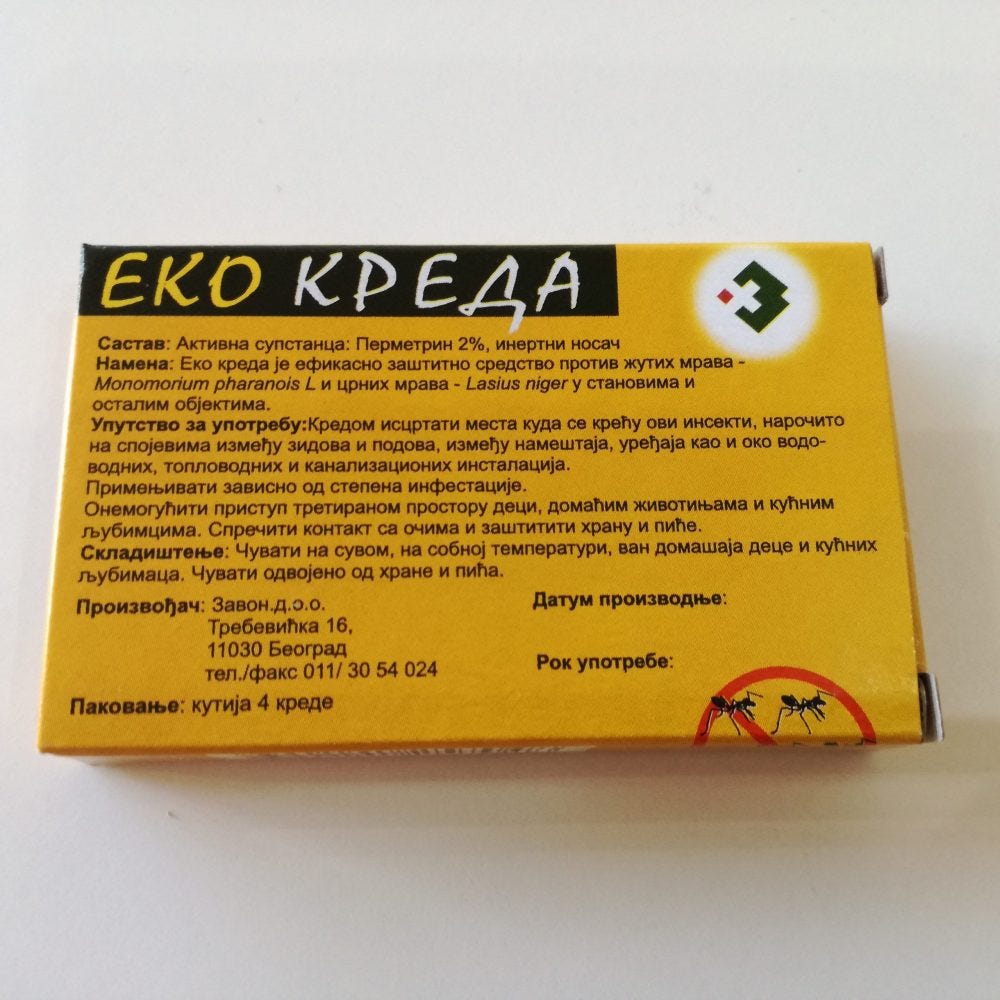 ЕКО КРЕДА
Састав: Активна супстанца: Перметрин 2%, инертни носач
Намена: Еко креда је ефикасно заштитно средство против жутих мрава -
Monomorium pharanois L и црних мрава - Lasius niger у становима и
осталим објектима.
Упутство за употребу:Кредом исцртати места куда се крећу ови инсекти, нарочито
на спојевима између зидова и подова, између намештаја, уређаја као и око водо-
водних, топловодних и канализационих инсталација.
Примењивати зависно од степена инфестације.
Онемогућити приступ третираном простору деци, домаћим животињама и кућним
љубимцима. Спречити контакт са очима и заштитити храну и пиће.
Складиштење: Чувати на сувом, на собној температури, ван домашаја деце и кућних
љубимаца. Чувати одвојено од хране и пића.
Произвођач: Завон.д.о.о.
Требевићка 16,
11030 Београд
тел./факс 011/ 30 54 024
Датум производње:
Рок употребе:
Паковање: кутија 4 креде